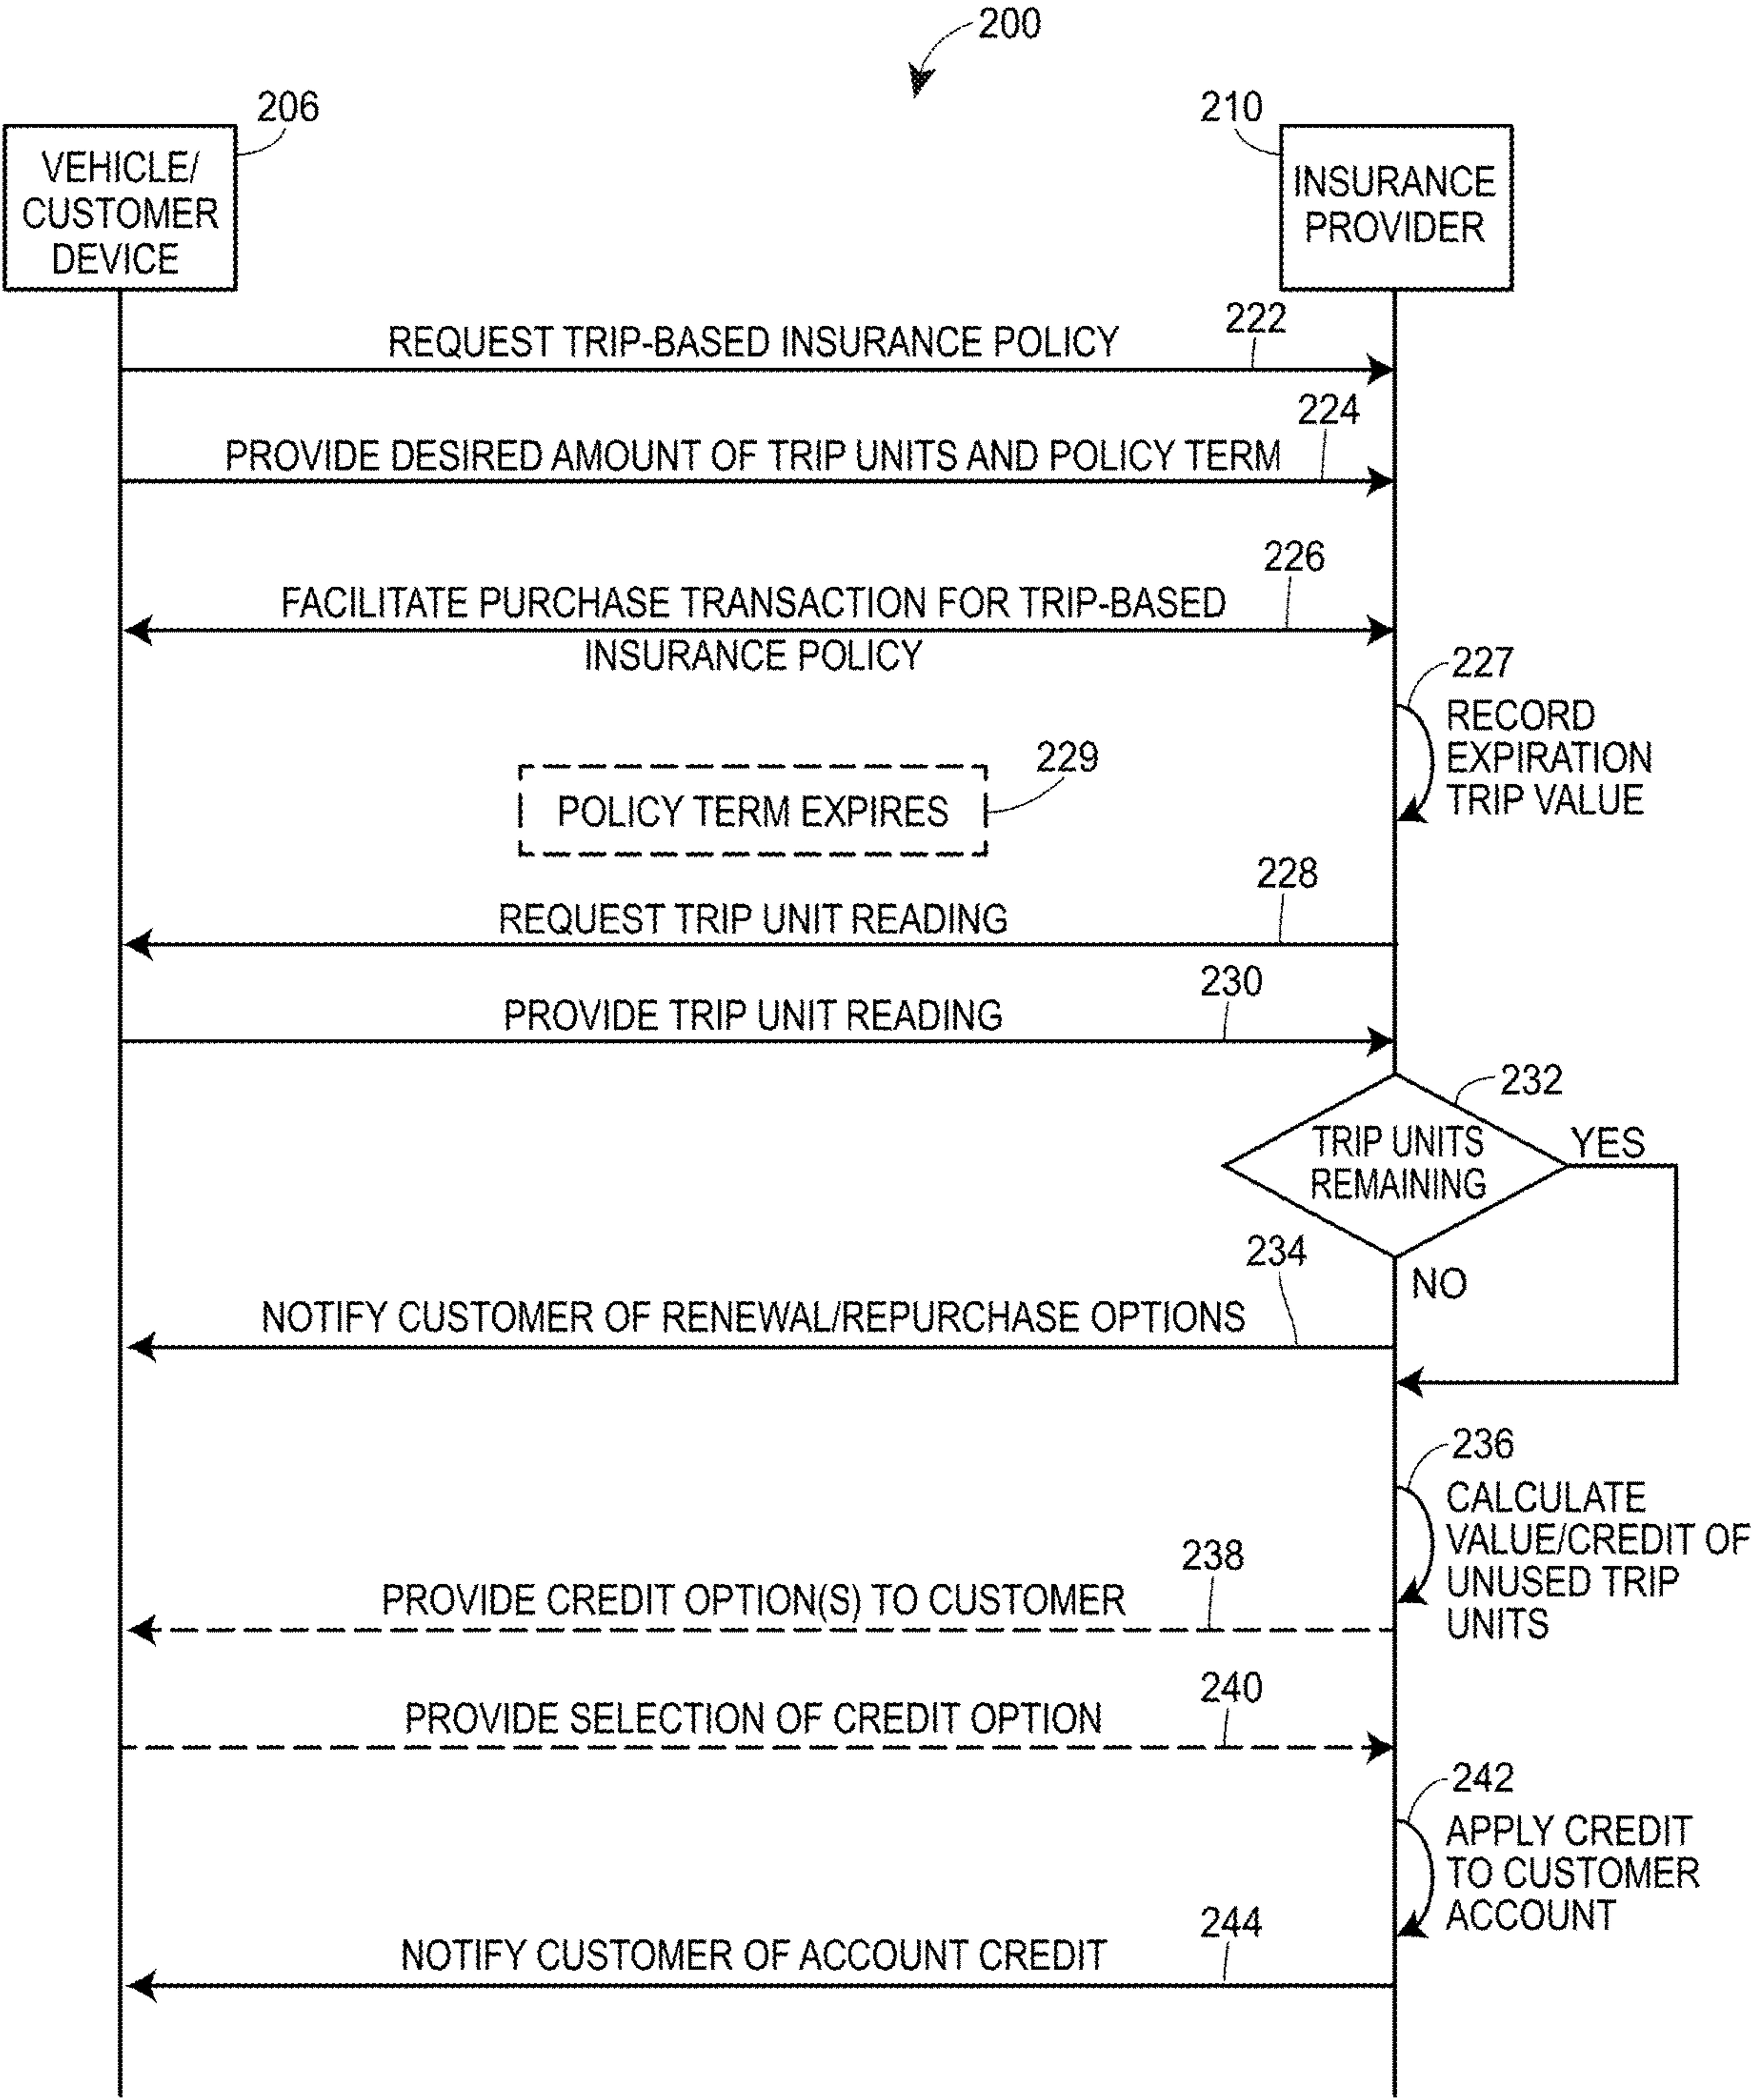 200
206
210
VEHICLE/
CUSTOMER
DEVICE
INSURANCE
PROVIDER
222
REQUEST TRIP-BASED INSURANCE POLICY
224
PROVIDE DESIRED AMOUNT OF TRIP UNITS AND POLICY TERM
226
FACILITATE PURCHASE TRANSACTION FOR TRIP-BASED
INSURANCE POLICY
227
RECORD
EXPIRATION
TRIP VALUE
229
POLICY TERM EXPIRES
228
REQUEST TRIP UNIT READING
230
PROVIDE TRIP UNIT READING
232
TRIP UNITS
REMAINING
YES
NO
234
NOTIFY CUSTOMER OF RENEWAL/REPURCHASE OPTIONS
236
CALCULATE
VALUE/CREDIT OF
UNUSED TRIP
UNITS
238
PROVIDE CREDIT OPTION(S) TO CUSTOMER
240
PROVIDE SELECTION OF CREDIT OPTION
242
APPLY CREDIT
TO CUSTOMER
ACCOUNT
244
NOTIFY CUSTOMER OF ACCOUNT CREDIT